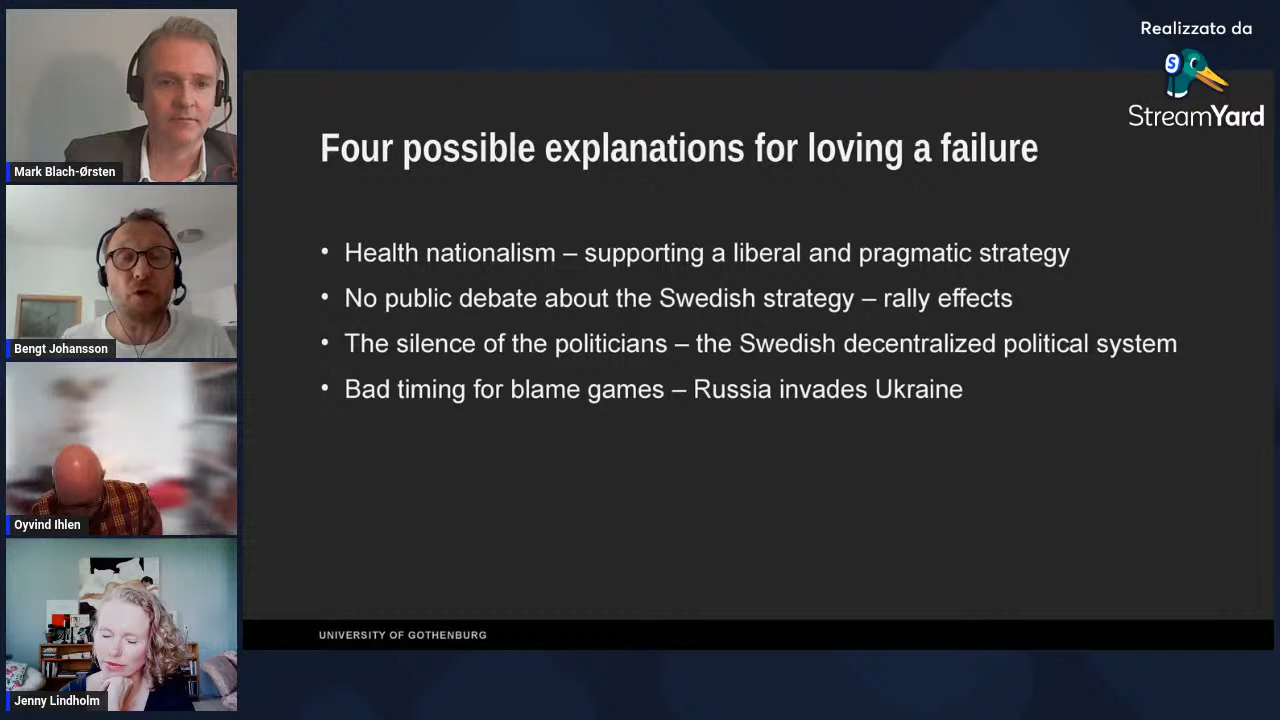 Realizzato da
StreamYard
Mark Blach-Ørsten
Bengt Johansson
Oyvind Ihlen
Jenny Lindholm
Four possible explanations for loving a failure
• Health nationalism – supporting a liberal and pragmatic strategy
• No public debate about the Swedish strategy – rally effects
• The silence of the politicians – the Swedish decentralized political system
• Bad timing for blame games – Russia invades Ukraine
UNIVERSITY OF GOTHENBURG